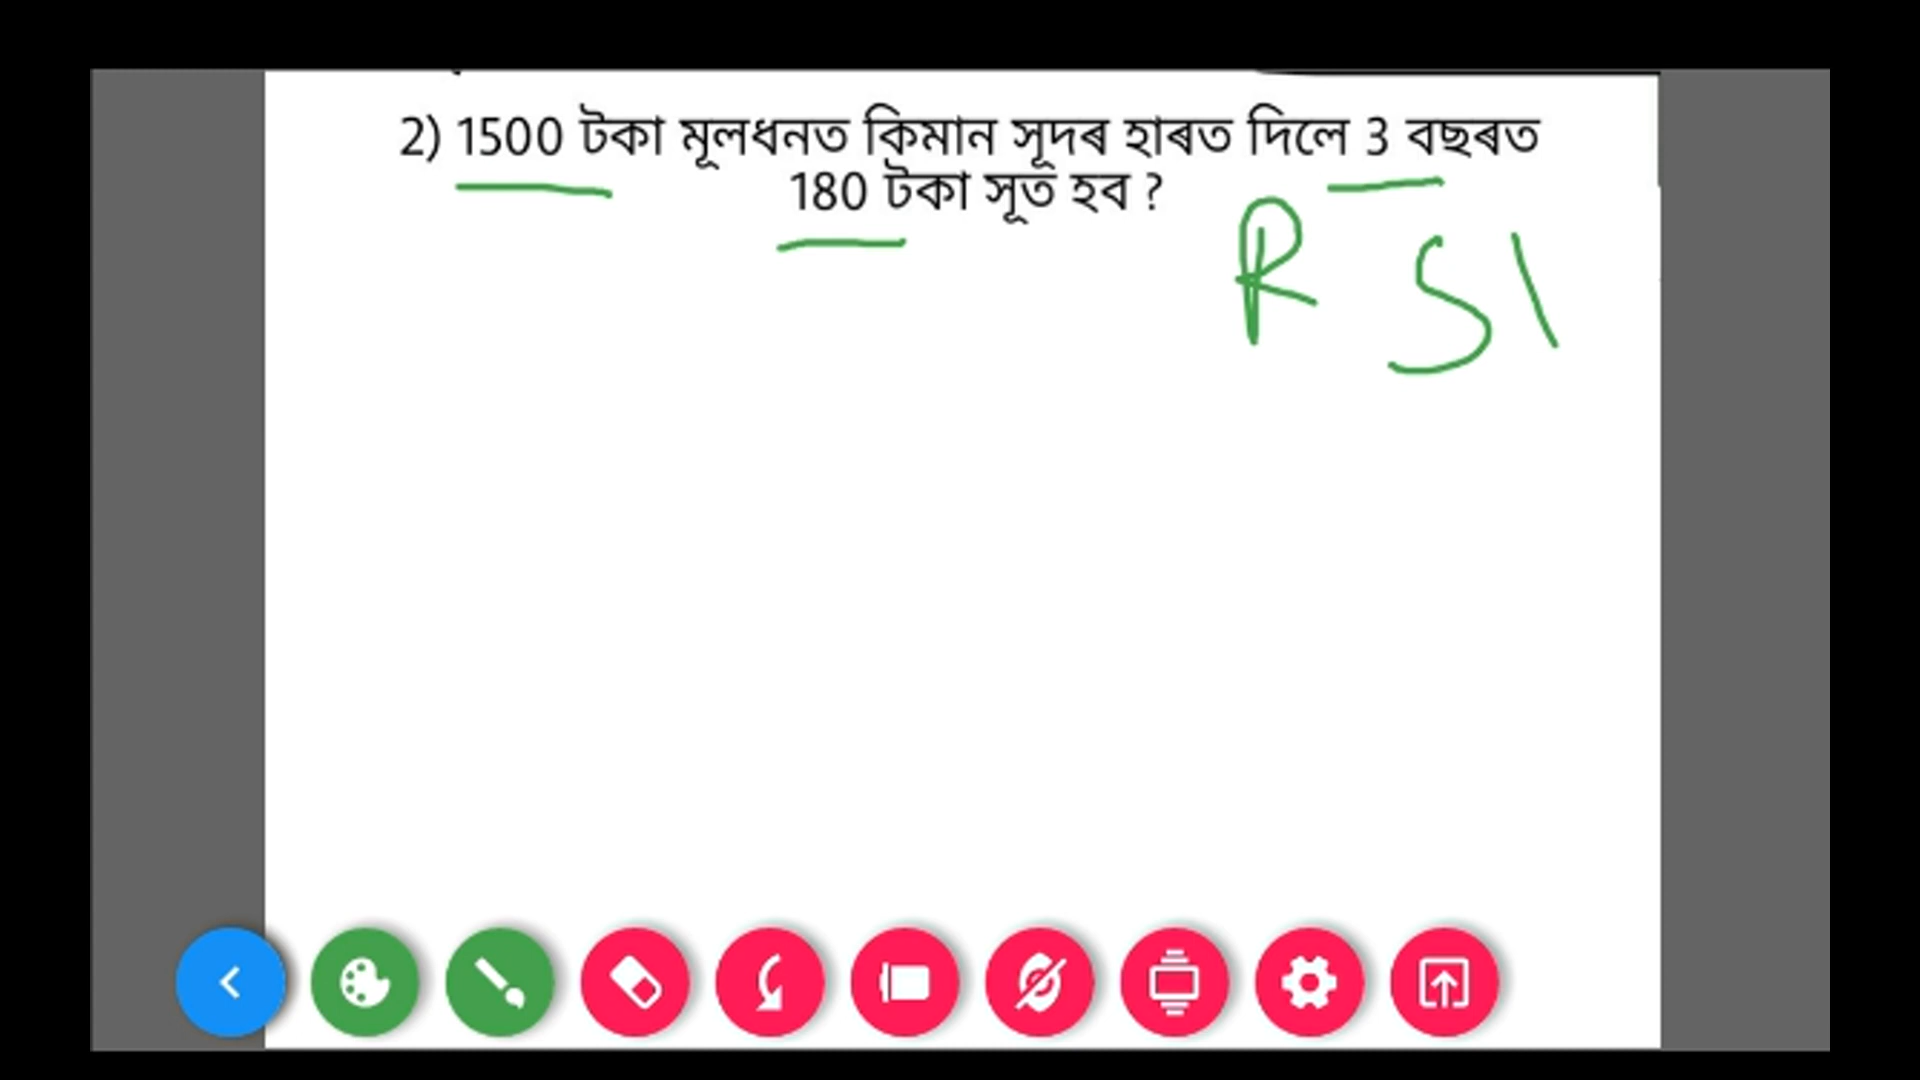 2) 1500 টকা মূলধনত কিমান সূদৰ হাৰত দিলে 3 বছৰত
180 টকা সূত হব ?
R SI